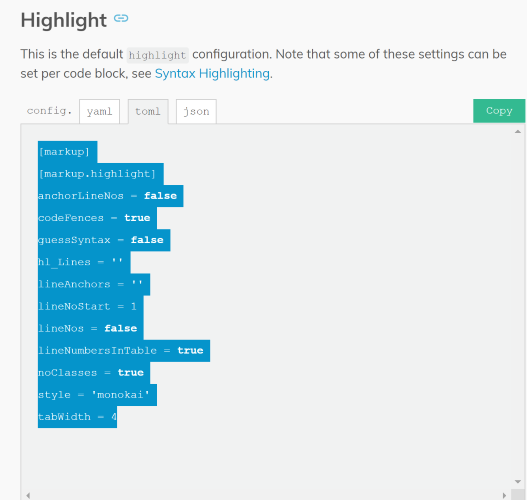 Highlight
This is the default highlight configuration. Note that some of these settings can be
set per code block, see Syntax Highlighting.
config. yaml toml json Copy
[markup]
[markup.highlight]
anchorLineNos = false
codeFences = true
guessSyntax = false
hl_Lines = ''
lineAnchors = ''
lineNoStart = 1
lineNos = false
lineNumbersInTable = true
noClasses = true
style = 'monokai'
tabWidth = 4